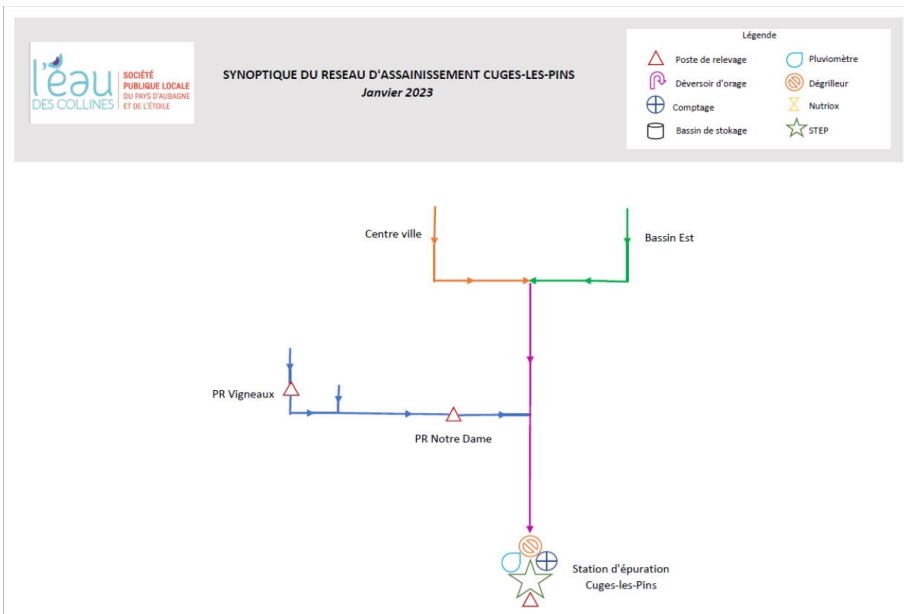 l'eau
DES COLLINES
SOCIÉTÉ
PUBLIQUE LOCALE
DU PAYS D'AUBAGNE
ET DE L'ÉTOILE
SYNOPTIQUE DU RESEAU D'ASSAINISSEMENT CUGES-LES-PINS
Janvier 2023
Légende
Poste de relevage
Déversoir d'orage
Comptage
Bassin de stokage
Pluviomètre
Dégrilleur
Nutriox
STEP
Centre ville
Bassin Est
PR Vigneaux
PR Notre Dame
Station d'épuration
Cuges-les-Pins